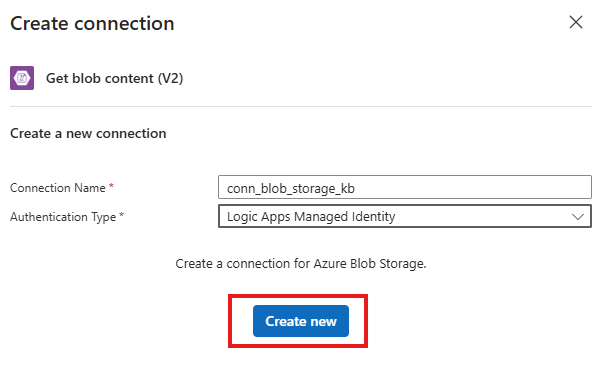 Create connection
Get blob content (V2)
Create a new connection
Connection Name * conn_blob_storage_kb
Authentication Type * Logic Apps Managed Identity
Create a connection for Azure Blob Storage.
Create new